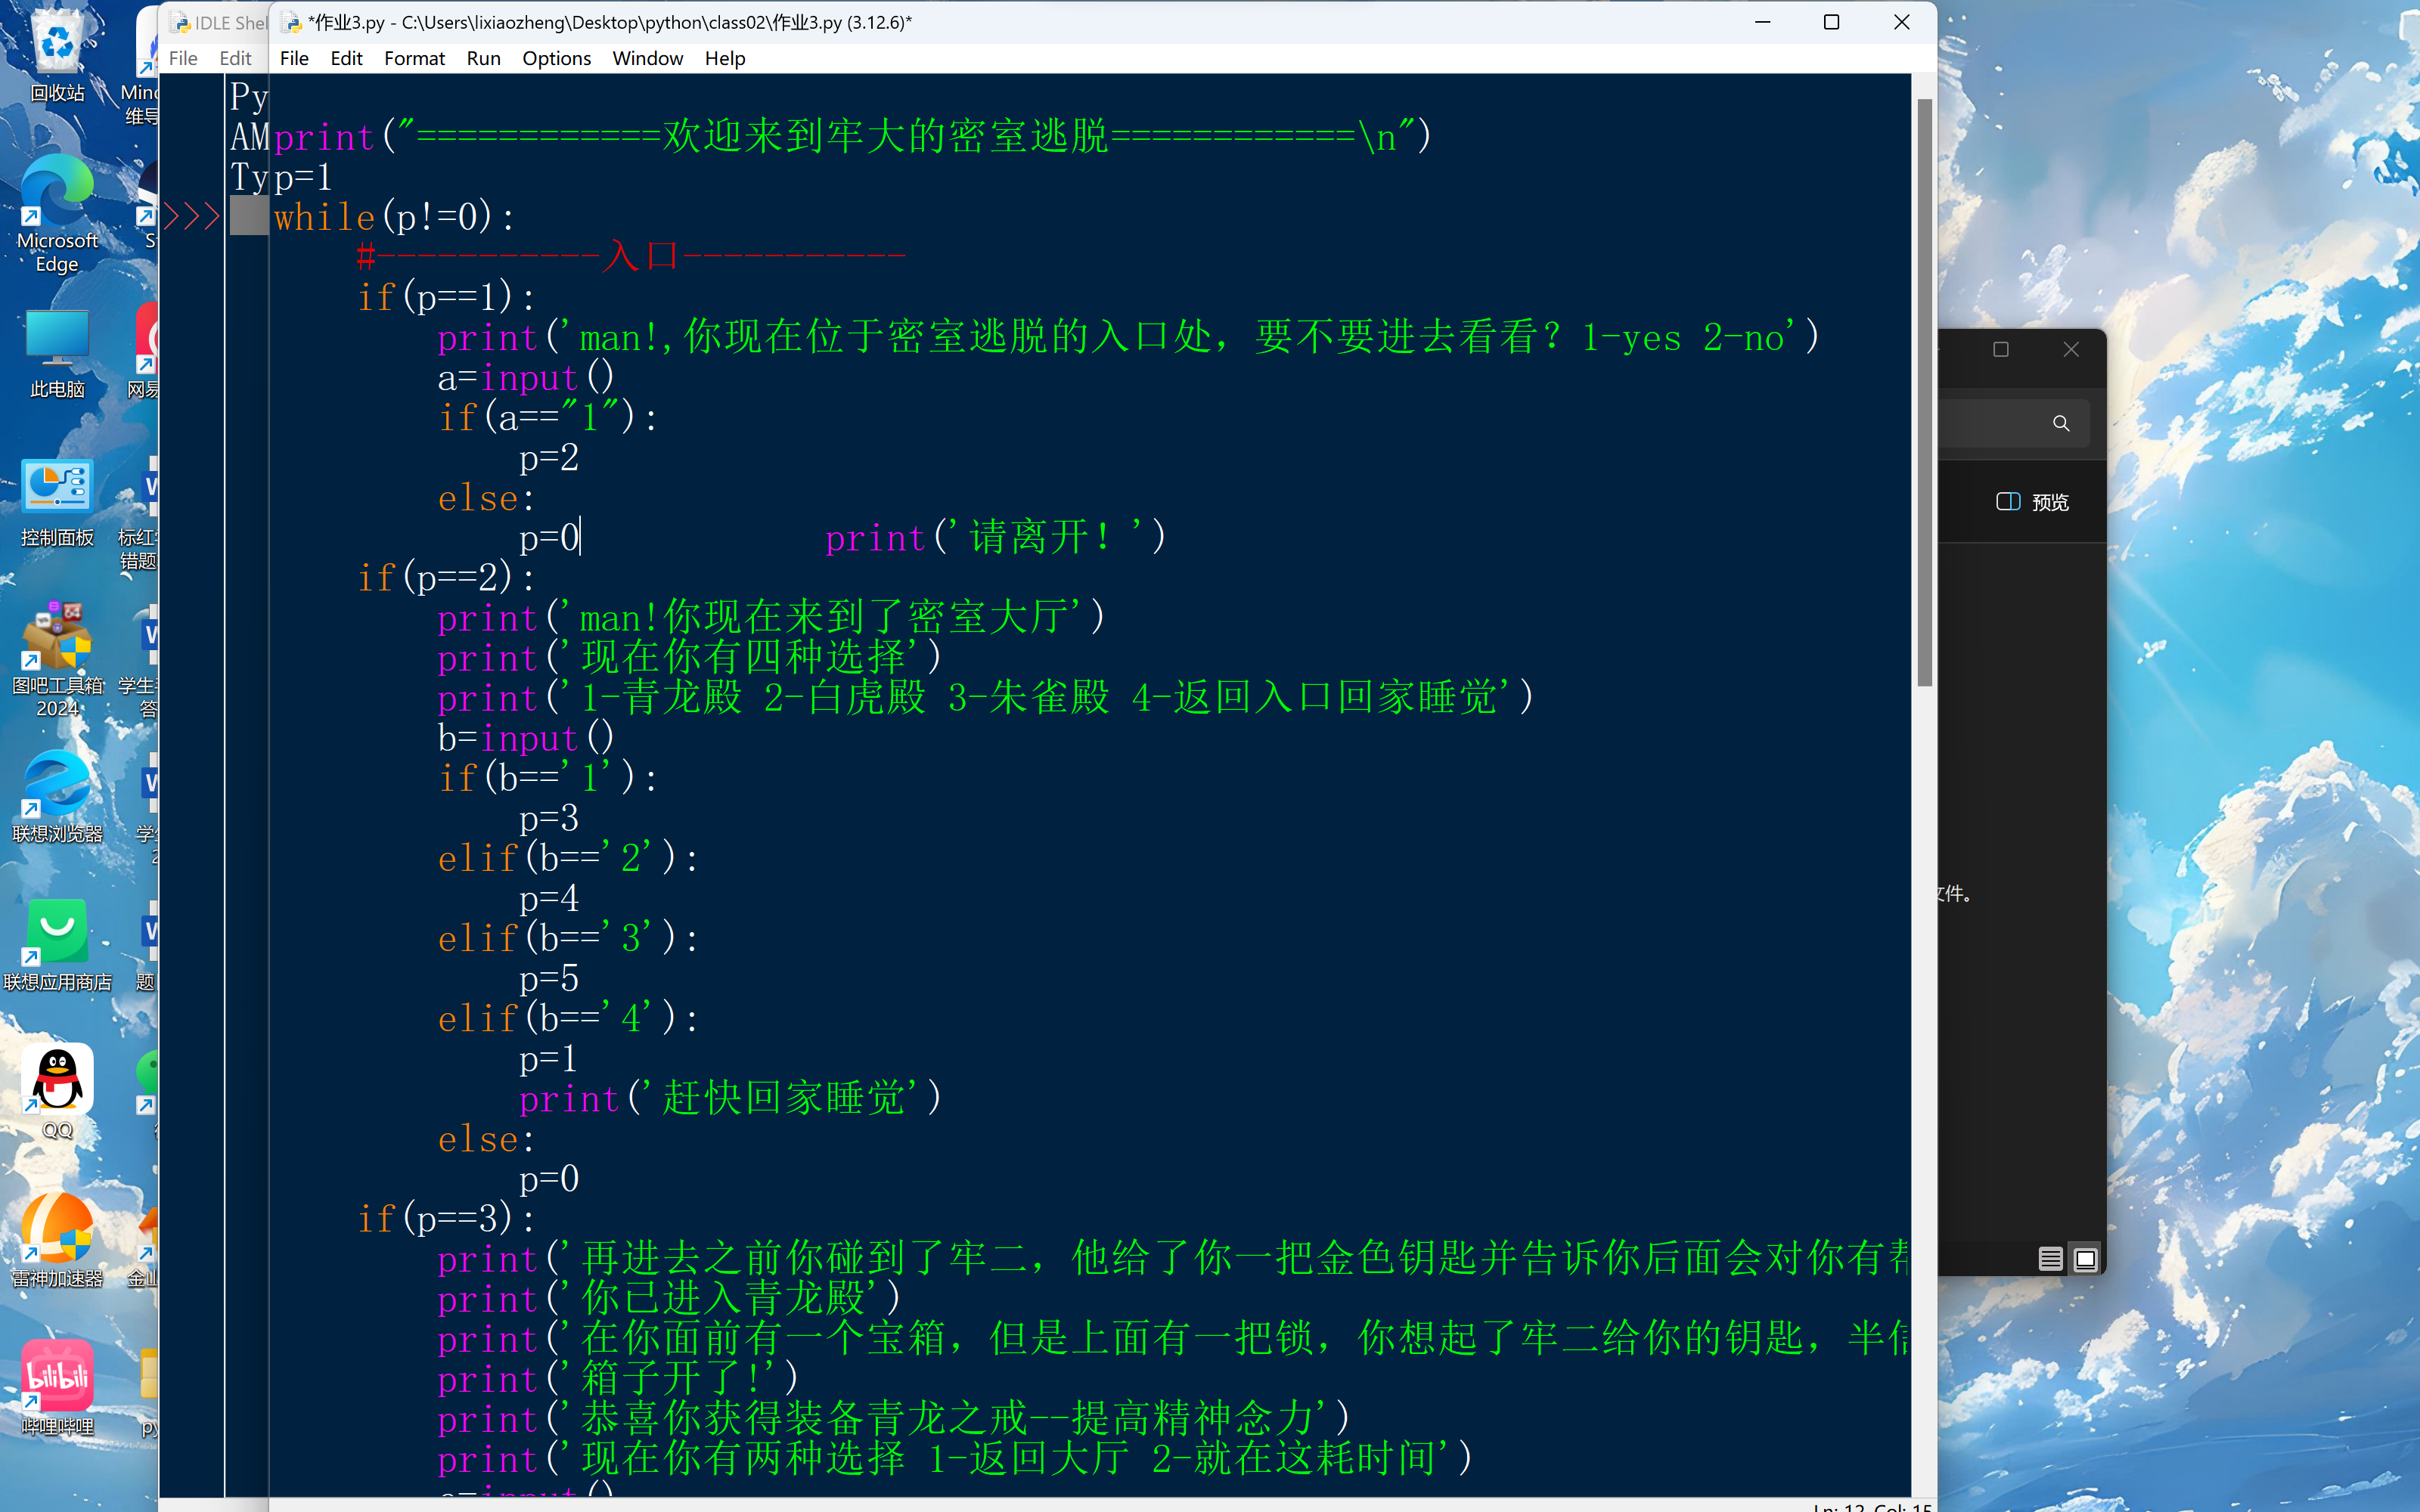 IDLE Shel
*作业3.py - C:\Users\lixiaozheng\Desktop\python\class02\作业3.py (3.12.6)*
File Edit
File Edit Format Run Options Window Help
Py
AM
Ty
>>>
print("============欢迎来到牢大的密室逃脱============\n")
p=1
while(p!=0):
    #-----------入口-----------
    if(p==1):
        print('man!,你现在位于密室逃脱的入口处，要不要进去看看？1-yes 2-no')
        a=input()
        if(a=="1"):
            p=2
        else:
            p=0            print('请离开！')
    if(p==2):
        print('man!你现在来到了密室大厅')
        print('现在你有四种选择')
        print('1-青龙殿 2-白虎殿 3-朱雀殿 4-返回入口回家睡觉')
        b=input()
        if(b=='1'):
            p=3
        elif(b=='2'):
            p=4
        elif(b=='3'):
            p=5
        elif(b=='4'):
            p=1
            print('赶快回家睡觉')
        else:
            p=0
    if(p==3):
        print('再进去之前你碰到了牢二，他给了你一把金色钥匙并告诉你后面会对你有
        print('你已进入青龙殿')
        print('在你面前有一个宝箱，但是上面有一把锁，你想起了牢二给你的钥匙，半
        print('箱子开了!')
        print('恭喜你获得装备青龙之戒--提高精神念力')
        print('现在你有两种选择 1-返回大厅 2-就在这耗时间')
Ln: 12 Col: 15
回收站
Mind
维导
Microsoft
Edge
此电脑
网易
控制面板
标红
错题
图吧工具箱
2024
学生
答
联想浏览器
学
联想应用商店
题
QQ
雷神加速器
金山
bilibili
哔哩哔哩
py
预览
文件。